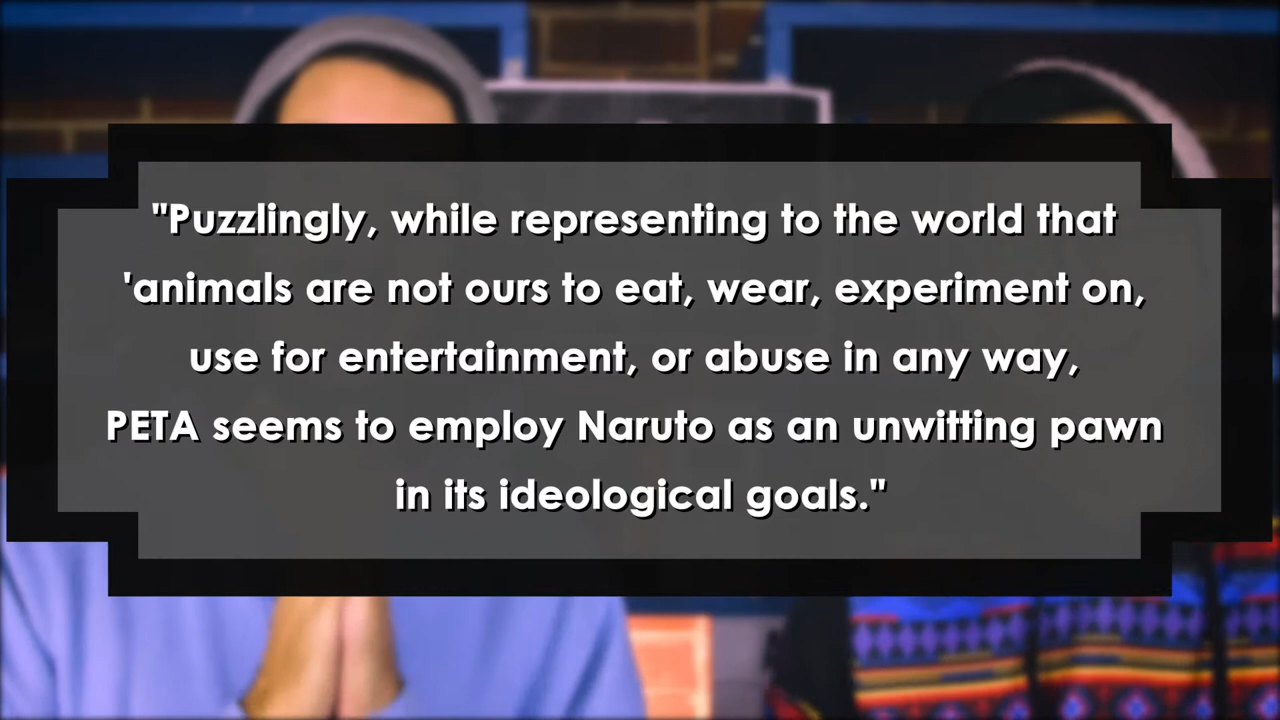 "Puzzlingly, while representing to the world that
'animals are not ours to eat, wear, experiment on,
use for entertainment, or abuse in any way,
PETA seems to employ Naruto as an unwitting pawn
in its ideological goals."